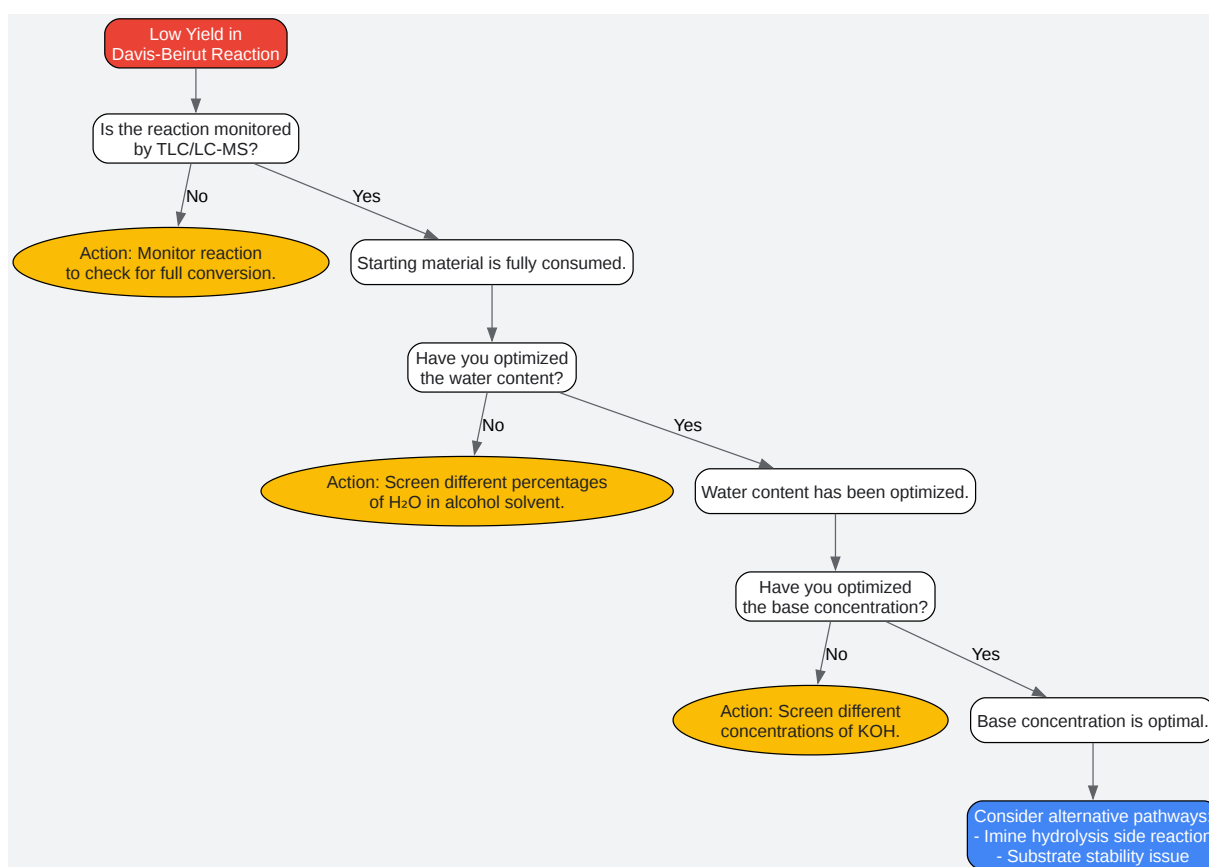 Low Yield in
Davis-Beirut Reaction
Is the reaction monitored
by TLC/LC-MS?
No
Yes
Action: Monitor reaction
to check for full conversion.
Starting material is fully consumed.
Have you optimized
the water content?
No
Yes
Action: Screen different percentages
of H₂O in alcohol solvent.
Water content has been optimized.
Have you optimized
the base concentration?
No
Yes
Action: Screen different
concentrations of KOH.
Base concentration is optimal.
Consider alternative pathways:
- Imine hydrolysis side reaction
- Substrate stability issue